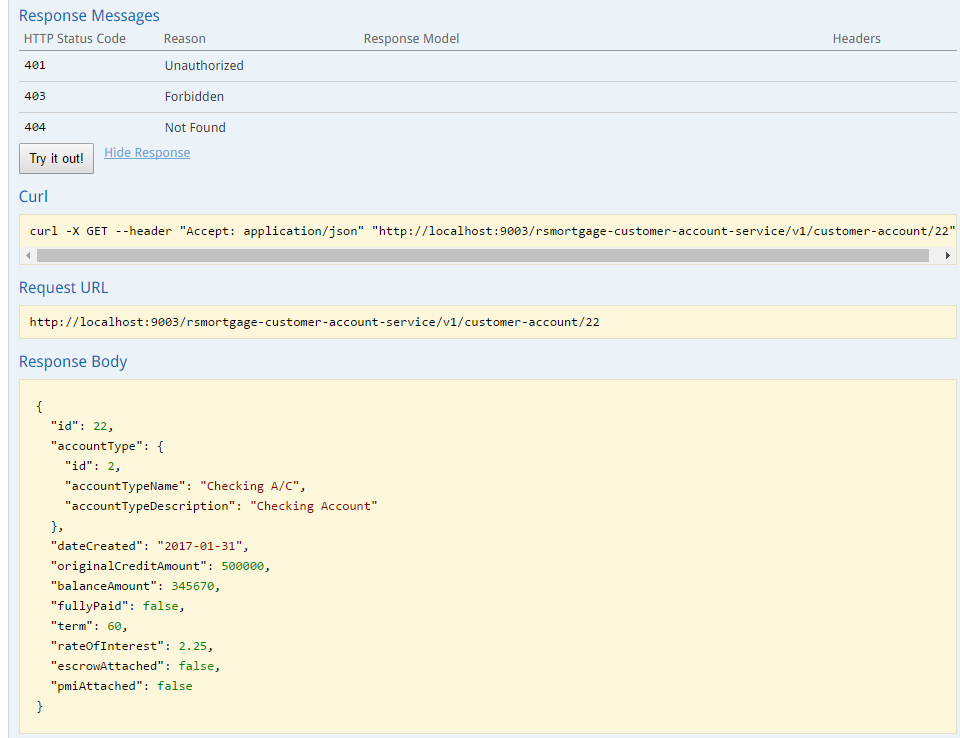 Response Messages
HTTP Status Code Reason Response Model Headers
401 Unauthorized
403 Forbidden
404 Not Found
Try it out! Hide Response
Curl
curl -X GET --header "Accept: application/json" "http://localhost:9003/rsmortgage-customer-account-service/v1/customer-account/22"
Request URL
http://localhost:9003/rsmortgage-customer-account-service/v1/customer-account/22
Response Body
{
  "id": 22,
  "accountType": {
    "id": 2,
    "accountTypeName": "Checking A/C",
    "accountTypeDescription": "Checking Account"
  },
  "dateCreated": "2017-01-31",
  "originalCreditAmount": 500000,
  "balanceAmount": 345670,
  "fullyPaid": false,
  "term": 60,
  "rateOfInterest": 2.25,
  "escrowAttached": false,
  "pmiAttached": false
}